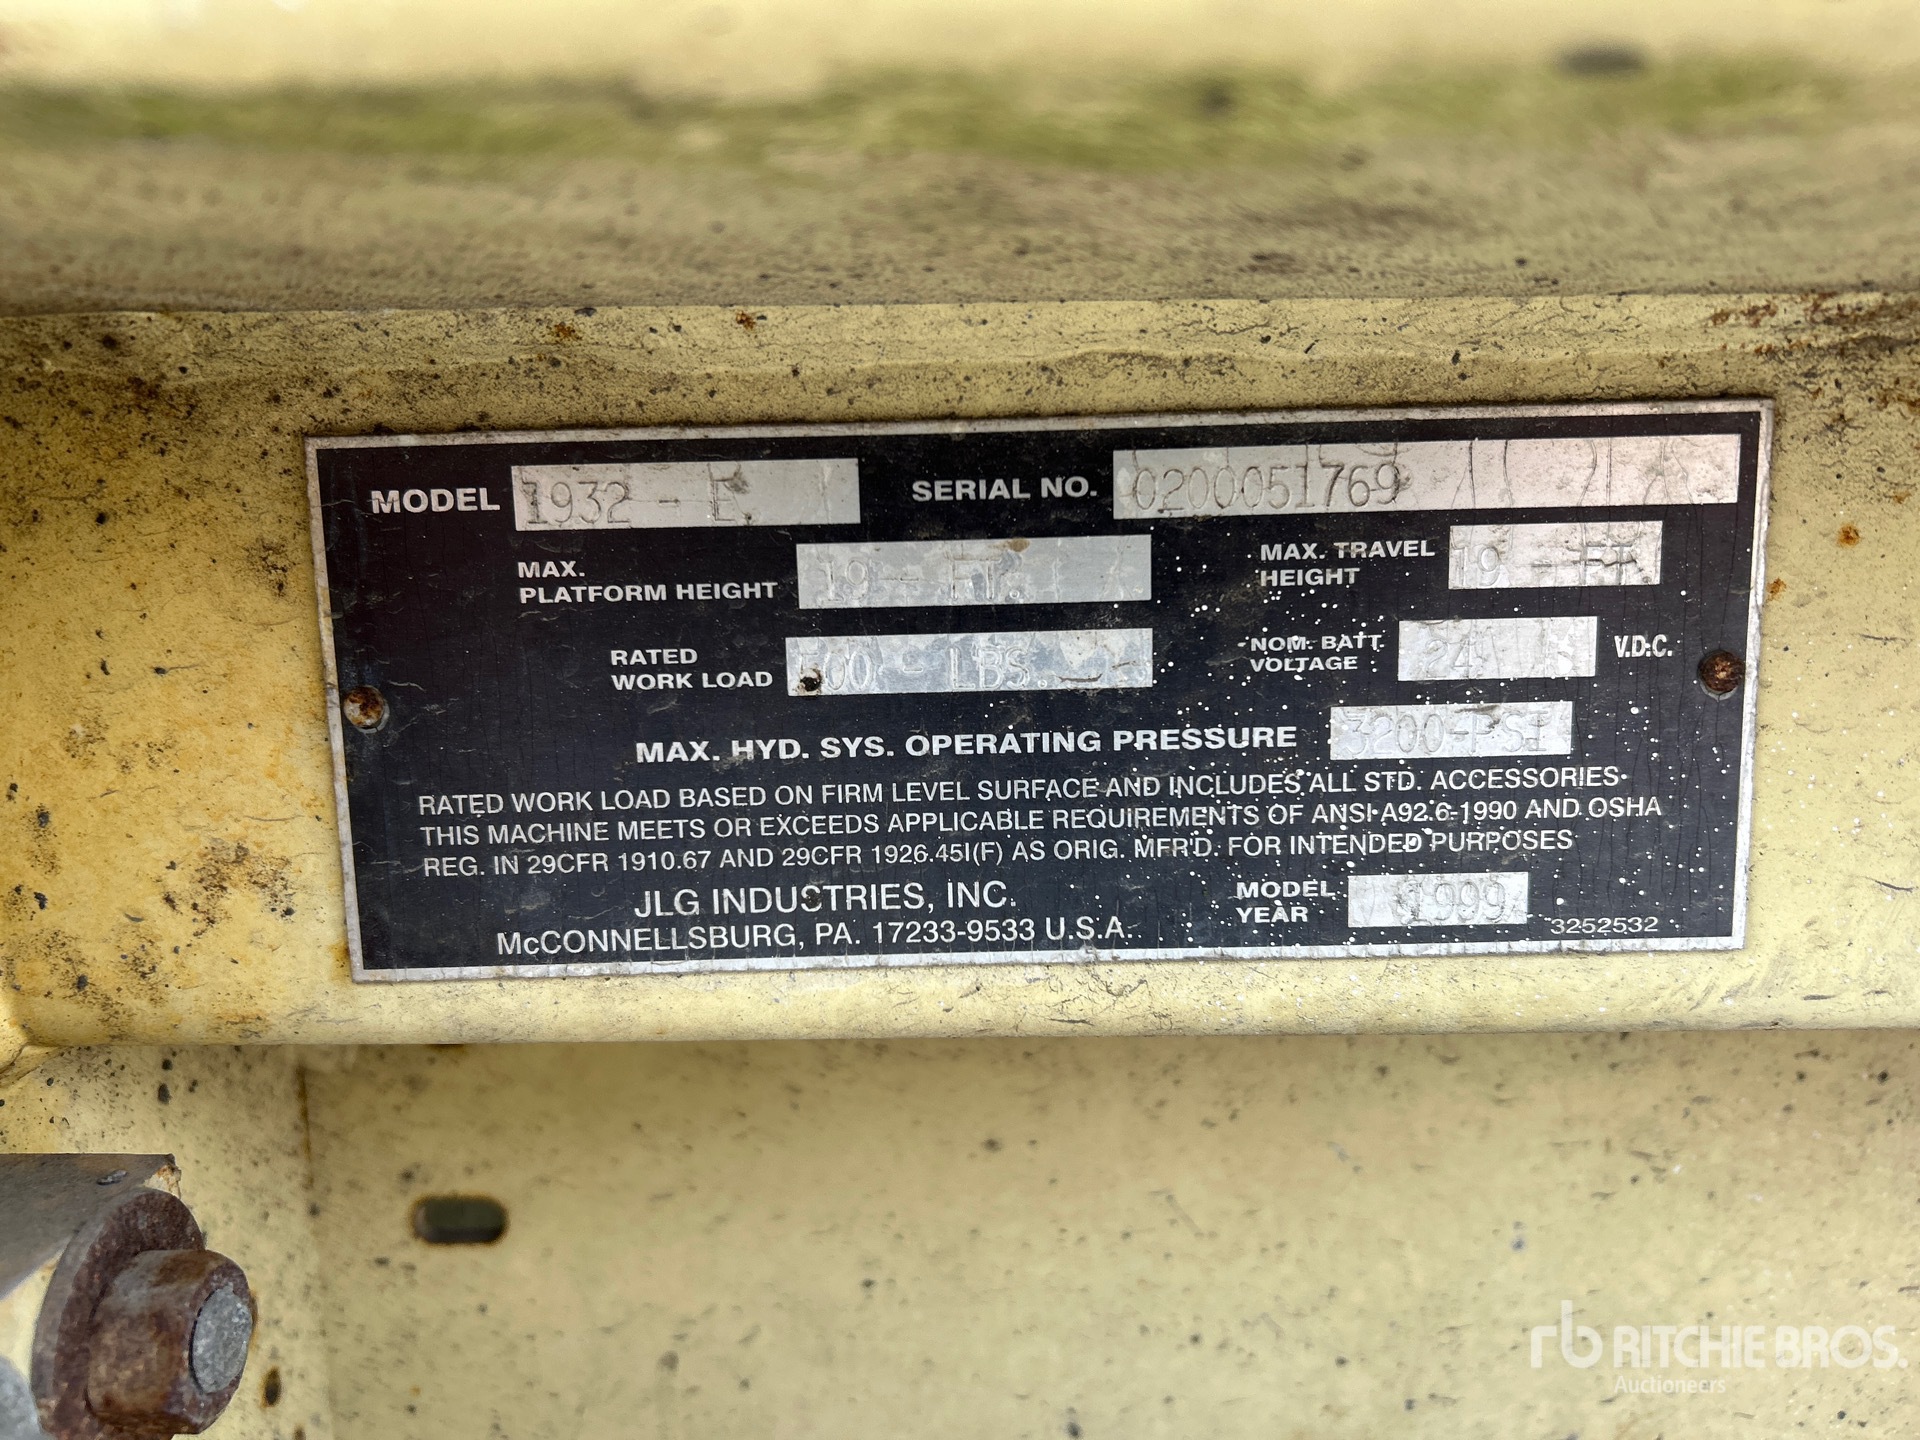 MODEL 1932 - E. SERIAL NO. 0200051769
MAX. PLATFORM HEIGHT 19 - FT. MAX. TRAVEL HEIGHT 19 - FT
RATED WORK LOAD 500 - LBS. NOM. BATT. VOLTAGE 24 V.D.C.
MAX. HYD. SYS. OPERATING PRESSURE 3200-PSI
RATED WORK LOAD BASED ON FIRM LEVEL SURFACE AND INCLUDES ALL STD. ACCESSORIES
THIS MACHINE MEETS OR EXCEEDS APPLICABLE REQUIREMENTS OF ANSI A92.6-1990 AND OSHA
REG. IN 29CFR 1910.67 AND 29CFR 1926.451(F) AS ORIG. MFR'D. FOR INTENDED PURPOSES
JLG INDUSTRIES, INC. MODEL YEAR 1999
McCONNELLSBURG, PA. 17233-9533 U.S.A. 3252532
rb RITCHIE BROS.
Auctioneers